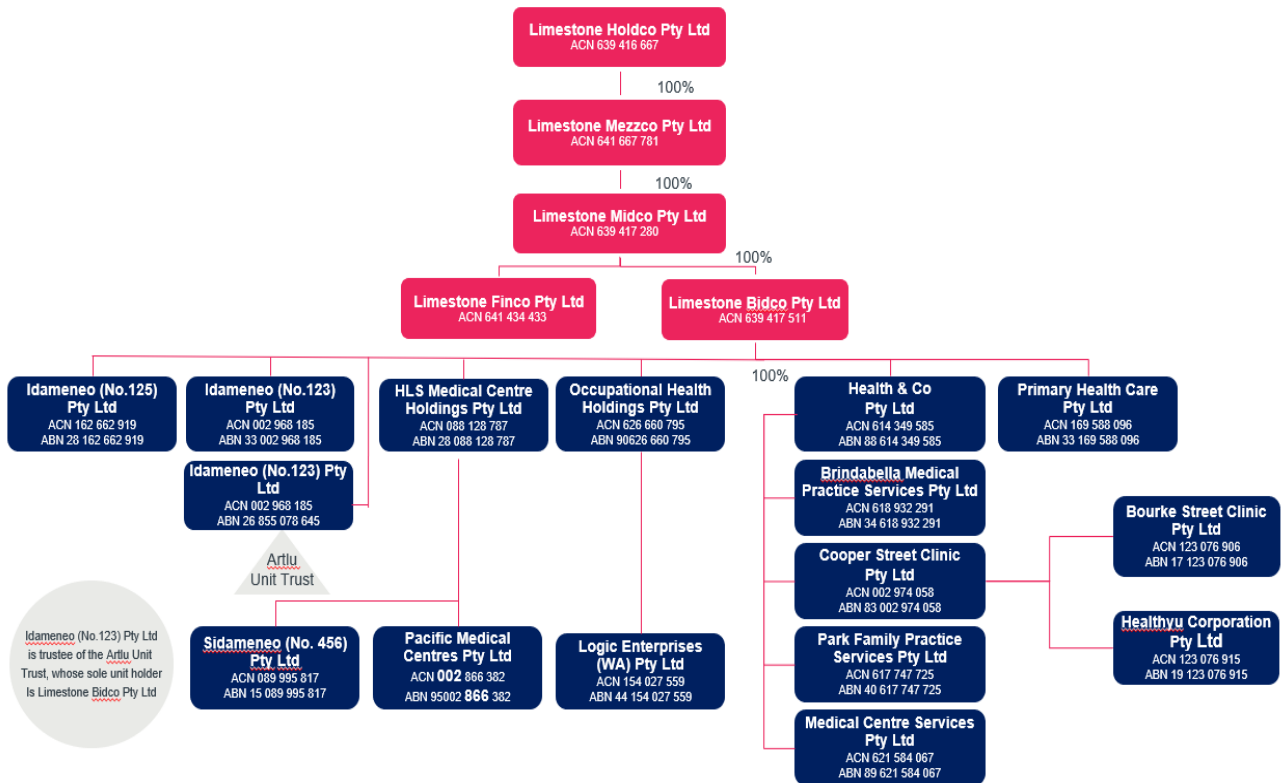 Limestone Holdco Pty Ltd
ACN 639 416 667
100%
Limestone Mezzco Pty Ltd
ACN 641 667 781
100%
Limestone Midco Pty Ltd
ACN 639 417 280
100%
Limestone Finco Pty Ltd
ACN 641 434 433
Limestone Bidco Pty Ltd
ACN 639 417 511
100%
Idameneo (No.125)
Pty Ltd
ACN 162 662 919
ABN 28 162 662 919
Idameneo (No.123)
Pty Ltd
ACN 002 968 185
ABN 33 002 968 185
HLS Medical Centre
Holdings Pty Ltd
ACN 088 128 787
ABN 28 088 128 787
Occupational Health
Holdings Pty Ltd
ACN 626 660 795
ABN 90626 660 795
Health & Co
Pty Ltd
ACN 614 349 585
ABN 88 614 349 585
Primary Health Care
Pty Ltd
ACN 169 588 096
ABN 33 169 588 096
Idameneo (No.123) Pty
Ltd
ACN 002 968 185
ABN 26 855 078 645
Artlu
Unit Trust
Brindabella Medical
Practice Services Pty Ltd
ACN 618 932 291
ABN 34 618 932 291
Cooper Street Clinic
Pty Ltd
ACN 002 974 058
ABN 83 002 974 058
Bourke Street Clinic
Pty Ltd
ACN 123 076 906
ABN 17 123 076 906
Idameneo (No.123) Pty Ltd
is trustee of the Artlu Unit
Trust, whose sole unit holder
Is Limestone Bidco Pty Ltd
Sidameneo (No. 456)
Pty Ltd
ACN 089 995 817
ABN 15 089 995 817
Pacific Medical
Centres Pty Ltd
ACN 002 866 382
ABN 95002 866 382
Logic Enterprises
(WA) Pty Ltd
ACN 154 027 559
ABN 44 154 027 559
Park Family Practice
Services Pty Ltd
ACN 617 747 725
ABN 40 617 747 725
Healthyu Corporation
Pty Ltd
ACN 123 076 915
ABN 19 123 076 915
Medical Centre Services
Pty Ltd
ACN 621 584 067
ABN 89 621 584 067